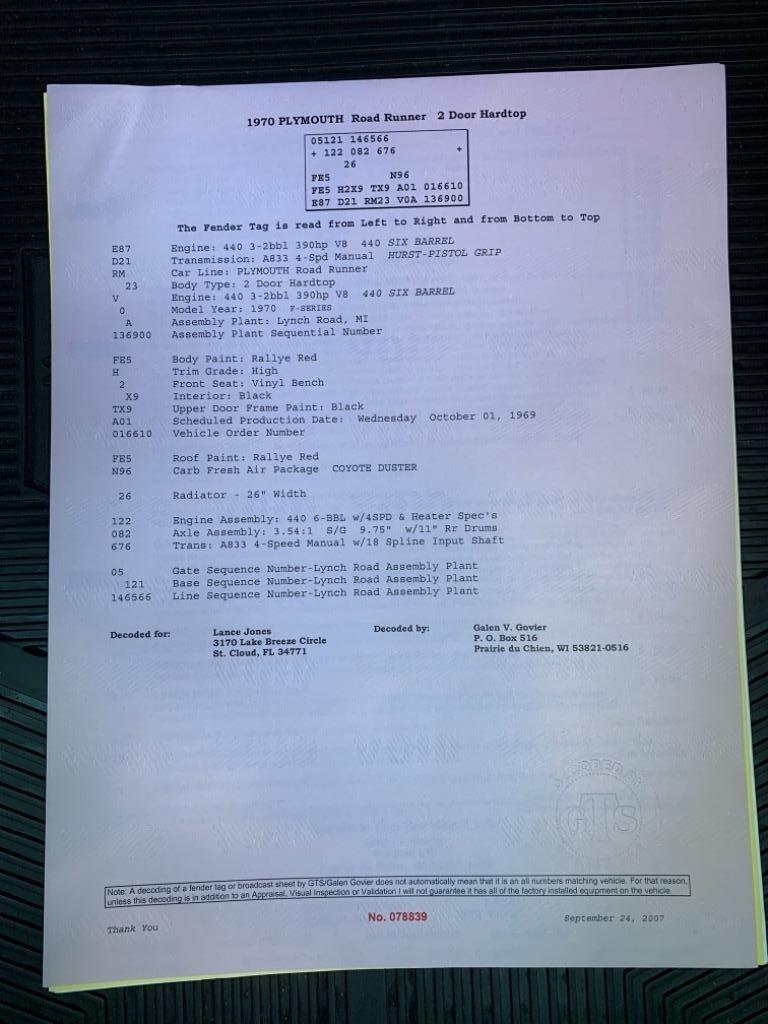 1970 PLYMOUTH Road Runner 2 Door Hardtop
05121 146566
+ 122 082 676 +
26
FE5 N96
FE5 H2X9 TX9 A01 016610
E87 D21 RM23 V0A 136900
The Fender Tag is read from Left to Right and from Bottom to Top
E87 Engine: 440 3-2bbl 390hp V8 440 SIX BARREL
D21 Transmission: A833 4-Spd Manual HURST-PISTOL GRIP
RM Car Line: PLYMOUTH Road Runner
23 Body Type: 2 Door Hardtop
V Engine: 440 3-2bbl 390hp V8 440 SIX BARREL
0 Model Year: 1970 F-SERIES
A Assembly Plant: Lynch Road, MI
136900 Assembly Plant Sequential Number
FE5 Body Paint: Rallye Red
H Trim Grade: High
2 Front Seat: Vinyl Bench
X9 Interior: Black
TX9 Upper Door Frame Paint: Black
A01 Scheduled Production Date: Wednesday October 01, 1969
016610 Vehicle Order Number
FE5 Roof Paint: Rallye Red
N96 Carb Fresh Air Package COYOTE DUSTER
26 Radiator - 26" Width
122 Engine Assembly: 440 6-BBL w/4SPD & Heater Spec's
082 Axle Assembly: 3.54:1 S/G 9.75" w/11" Rr Drums
676 Trans: A833 4-Speed Manual w/18 Spline Input Shaft
05 Gate Sequence Number-Lynch Road Assembly Plant
121 Base Sequence Number-Lynch Road Assembly Plant
146566 Line Sequence Number-Lynch Road Assembly Plant
Decoded for: Lance Jones Decoded by: Galen V. Govier
3170 Lake Breeze Circle P. O. Box 516
St. Cloud, FL 34771 Prairie du Chien, WI 53821-0516
DECODED BY
GTS
Note: A decoding of a fender tag or broadcast sheet by GTS/Galen Govier does not automatically mean that it is an all numbers matching vehicle. For that reason,
unless this decoding is in addition to an Appraisal, Visual Inspection or Validation I will not guarantee it has all of the factory installed equipment on the vehicle.
Thank You No. 078839 September 24, 2007